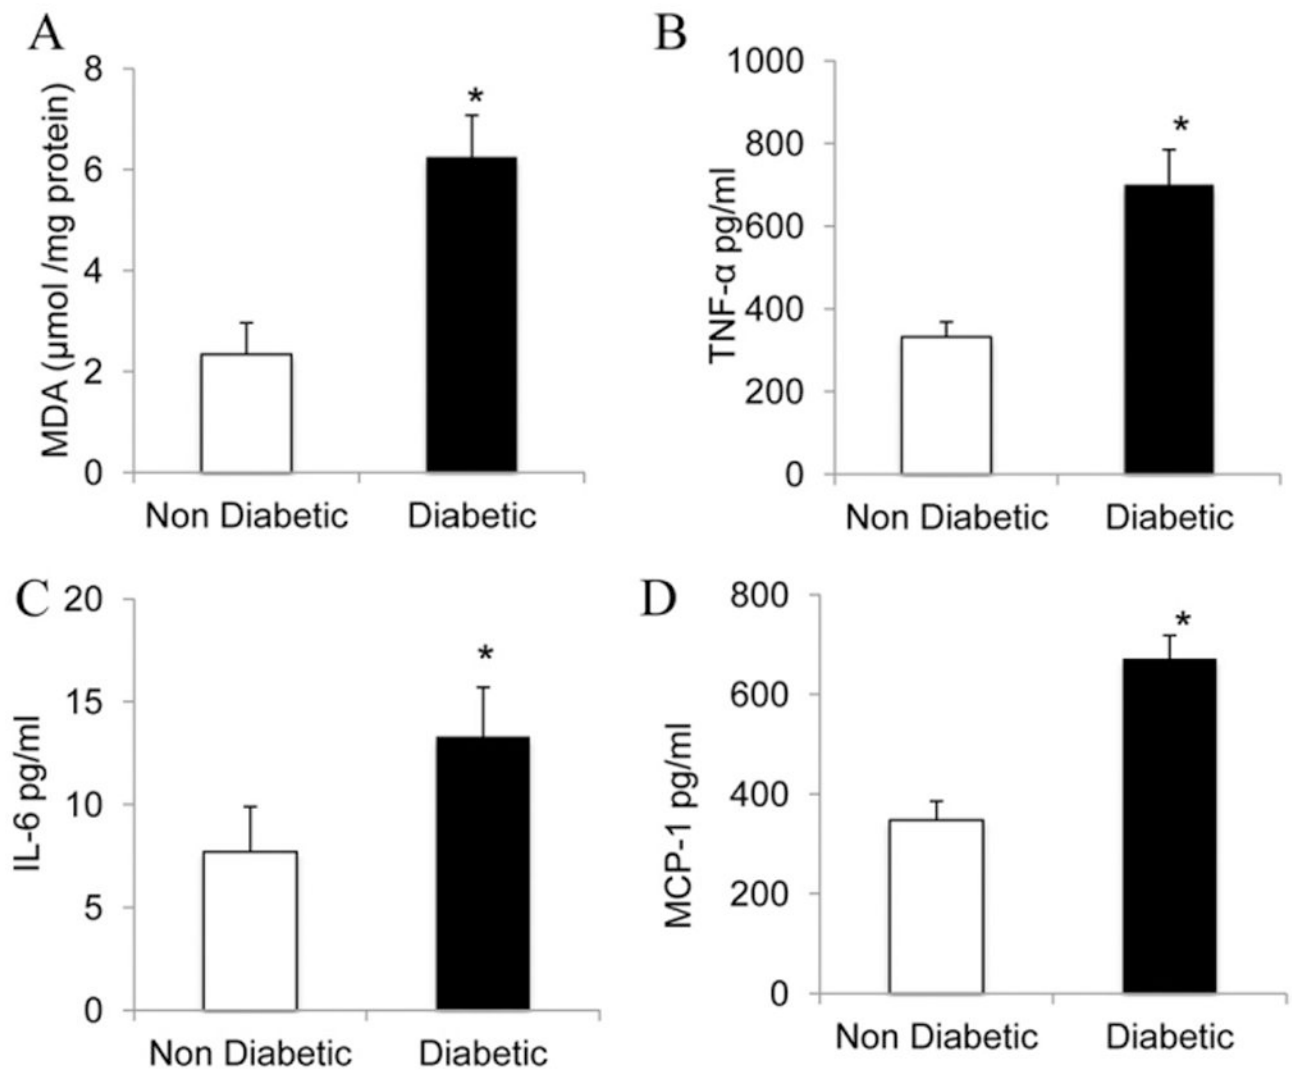 A
MDA (µmol /mg protein)
8
6
4
2
0
*
Non Diabetic
Diabetic
B
TNF-α pg/ml
1000
800
600
400
200
0
*
Non Diabetic
Diabetic
C
IL-6 pg/ml
20
15
10
5
0
*
Non Diabetic
Diabetic
D
MCP-1 pg/ml
800
600
400
200
0
*
Non Diabetic
Diabetic